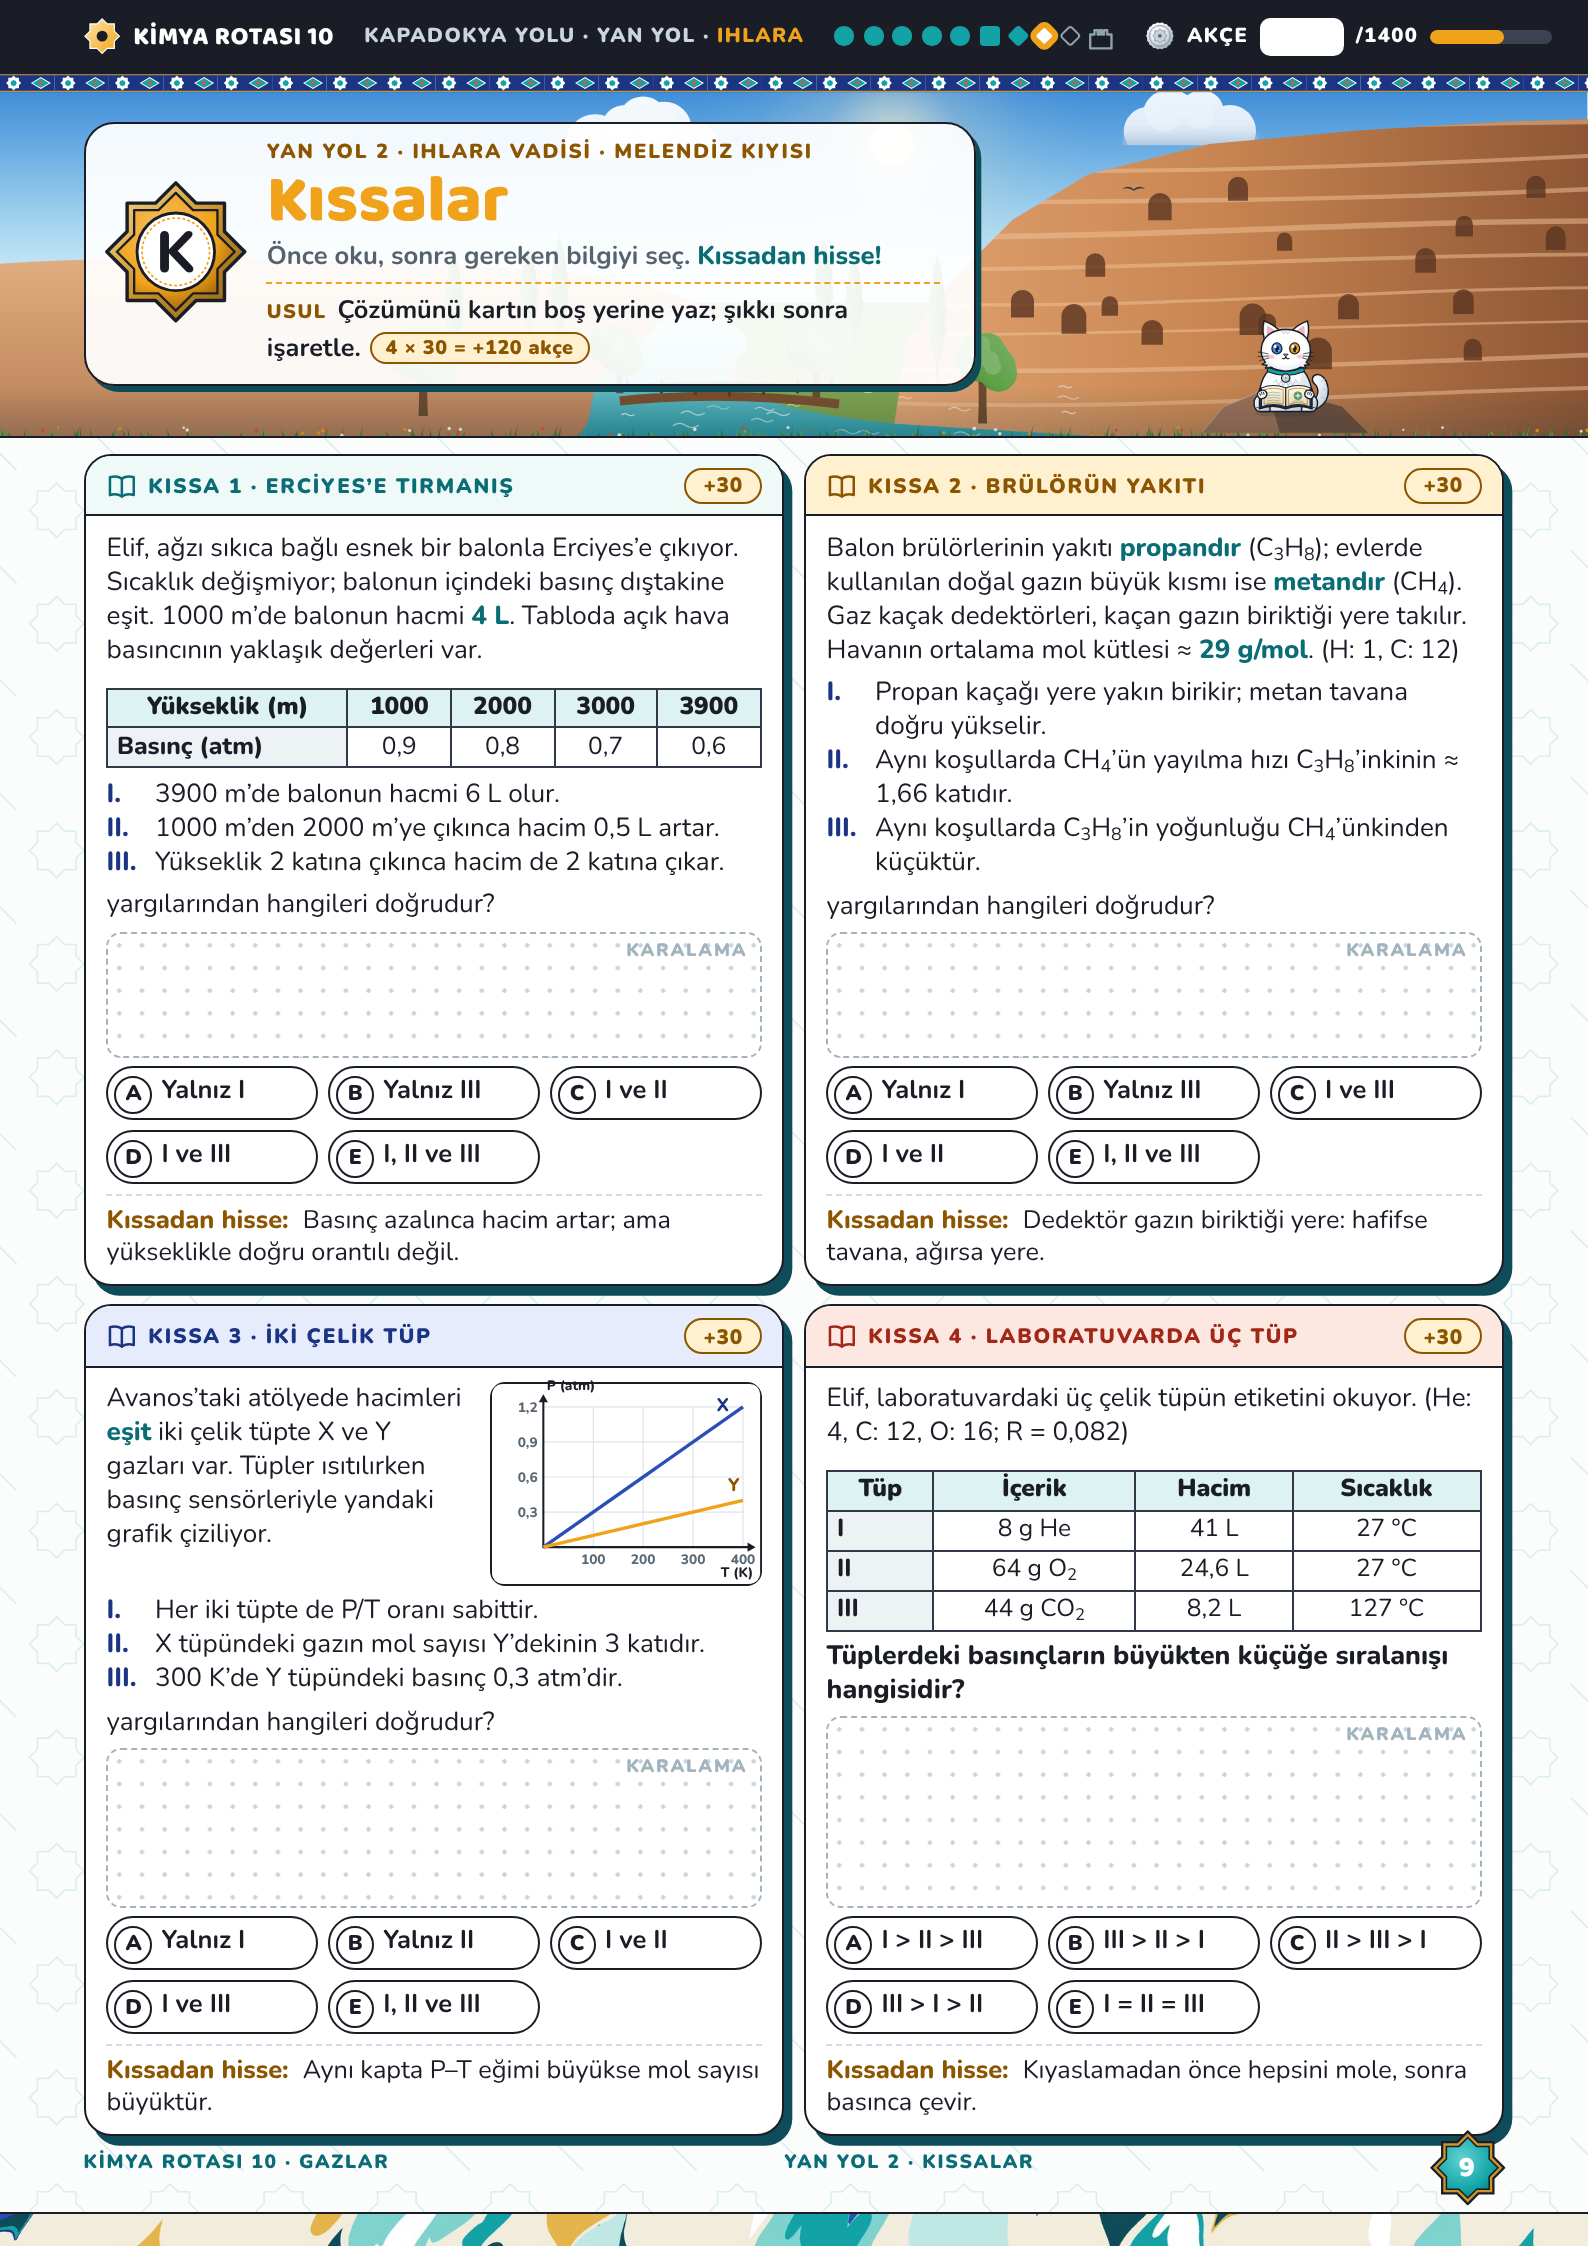 KİMYA ROTASI 10 KAPADOKYA YOLU · YAN YOL · IHLARA AKÇE /1400
YAN YOL 2 · IHLARA VADİSİ · MELENDİZ KIYISI
K
Kıssalar
Önce oku, sonra gereken bilgiyi seç. Kıssadan hisse!
USUL Çözümünü kartın boş yerine yaz; şıkkı sonra
işaretle. 4 × 30 = +120 akçe
KISSA 1 · ERCİYES’E TIRMANIŞ +30
Elif, ağzı sıkıca bağlı esnek bir balonla Erciyes’e çıkıyor.
Sıcaklık değişmiyor; balonun içindeki basınç dıştakine
eşit. 1000 m’de balonun hacmi 4 L. Tabloda açık hava
basıncının yaklaşık değerleri var.
Yükseklik (m) 1000 2000 3000 3900
Basınç (atm) 0,9 0,8 0,7 0,6
I. 3900 m’de balonun hacmi 6 L olur.
II. 1000 m’den 2000 m’ye çıkınca hacim 0,5 L artar.
III. Yükseklik 2 katına çıkınca hacim de 2 katına çıkar.
yargılarından hangileri doğrudur?
KARALAMA
A Yalnız I B Yalnız III C I ve II
D I ve III E I, II ve III
Kıssadan hisse: Basınç azalınca hacim artar; ama
yükseklikle doğru orantılı değil.
KISSA 2 · BRÜLÖRÜN YAKITI +30
Balon brülörlerinin yakıtı propandır (C₃H₈); evlerde
kullanılan doğal gazın büyük kısmı ise metandır (CH₄).
Gaz kaçak dedektörleri, kaçan gazın biriktiği yere takılır.
Havanın ortalama mol kütlesi ≈ 29 g/mol. (H: 1, C: 12)
I. Propan kaçağı yere yakın birikir; metan tavana
doğru yükselir.
II. Aynı koşullarda CH₄’ün yayılma hızı C₃H₈’inkinin ≈
1,66 katıdır.
III. Aynı koşullarda C₃H₈’in yoğunluğu CH₄’ünkinden
küçüktür.
yargılarından hangileri doğrudur?
KARALAMA
A Yalnız I B Yalnız III C I ve III
D I ve II E I, II ve III
Kıssadan hisse: Dedektör gazın biriktiği yere: hafifse
tavana, ağırsa yere.
KISSA 3 · İKİ ÇELİK TÜP +30
Avanos’taki atölyede hacimleri
eşit iki çelik tüpte X ve Y
gazları var. Tüpler ısıtılırken
basınç sensörleriyle yandaki
grafik çiziliyor.
P (atm)
1,2
0,9
0,6
0,3
X
Y
100 200 300 400
T (K)
I. Her iki tüpte de P/T oranı sabittir.
II. X tüpündeki gazın mol sayısı Y’dekinin 3 katıdır.
III. 300 K’de Y tüpündeki basınç 0,3 atm’dir.
yargılarından hangileri doğrudur?
KARALAMA
A Yalnız I B Yalnız II C I ve II
D I ve III E I, II ve III
Kıssadan hisse: Aynı kapta P–T eğimi büyükse mol sayısı
büyüktür.
KISSA 4 · LABORATUVARDA ÜÇ TÜP +30
Elif, laboratuvardaki üç çelik tüpün etiketini okuyor. (He:
4, C: 12, O: 16; R = 0,082)
Tüp İçerik Hacim Sıcaklık
I 8 g He 41 L 27 °C
II 64 g O₂ 24,6 L 27 °C
III 44 g CO₂ 8,2 L 127 °C
Tüplerdeki basınçların büyükten küçüğe sıralanışı
hangisidir?
KARALAMA
A I > II > III B III > II > I C II > III > I
D III > I > II E I = II = III
Kıssadan hisse: Kıyaslamadan önce hepsini mole, sonra
basınca çevir.
KİMYA ROTASI 10 · GAZLAR YAN YOL 2 · KISSALAR 9